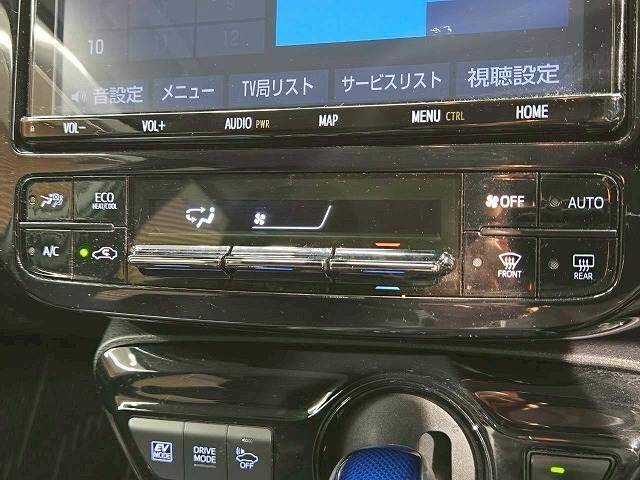 10
音設定 メニュー TV局リスト サービスリスト 視聴設定
VOL- VOL+ AUDIO PWR MAP MENU CTRL HOME
ECO HEAT/COOL OFF AUTO
A/C FRONT REAR
EV MODE DRIVE MODE OFF